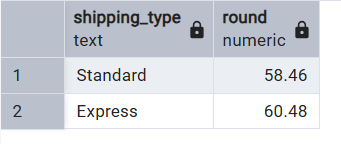 shipping_type round
text numeric
1 Standard 58.46
2 Express 60.48